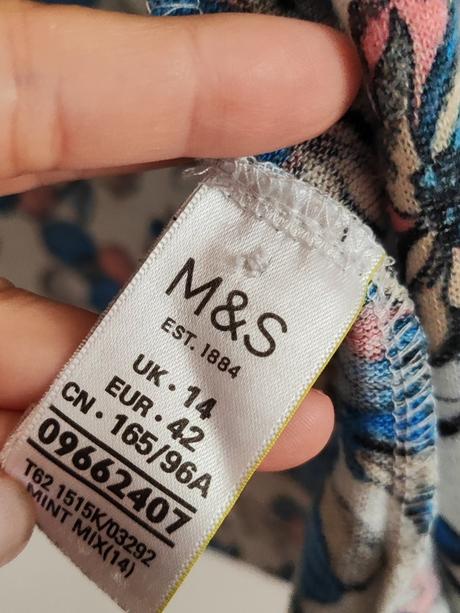 M&S
EST. 1884
UK · 14
EUR · 42
CN · 165/96A
09662407
T62 1515K/03292
MINT MIX(14)